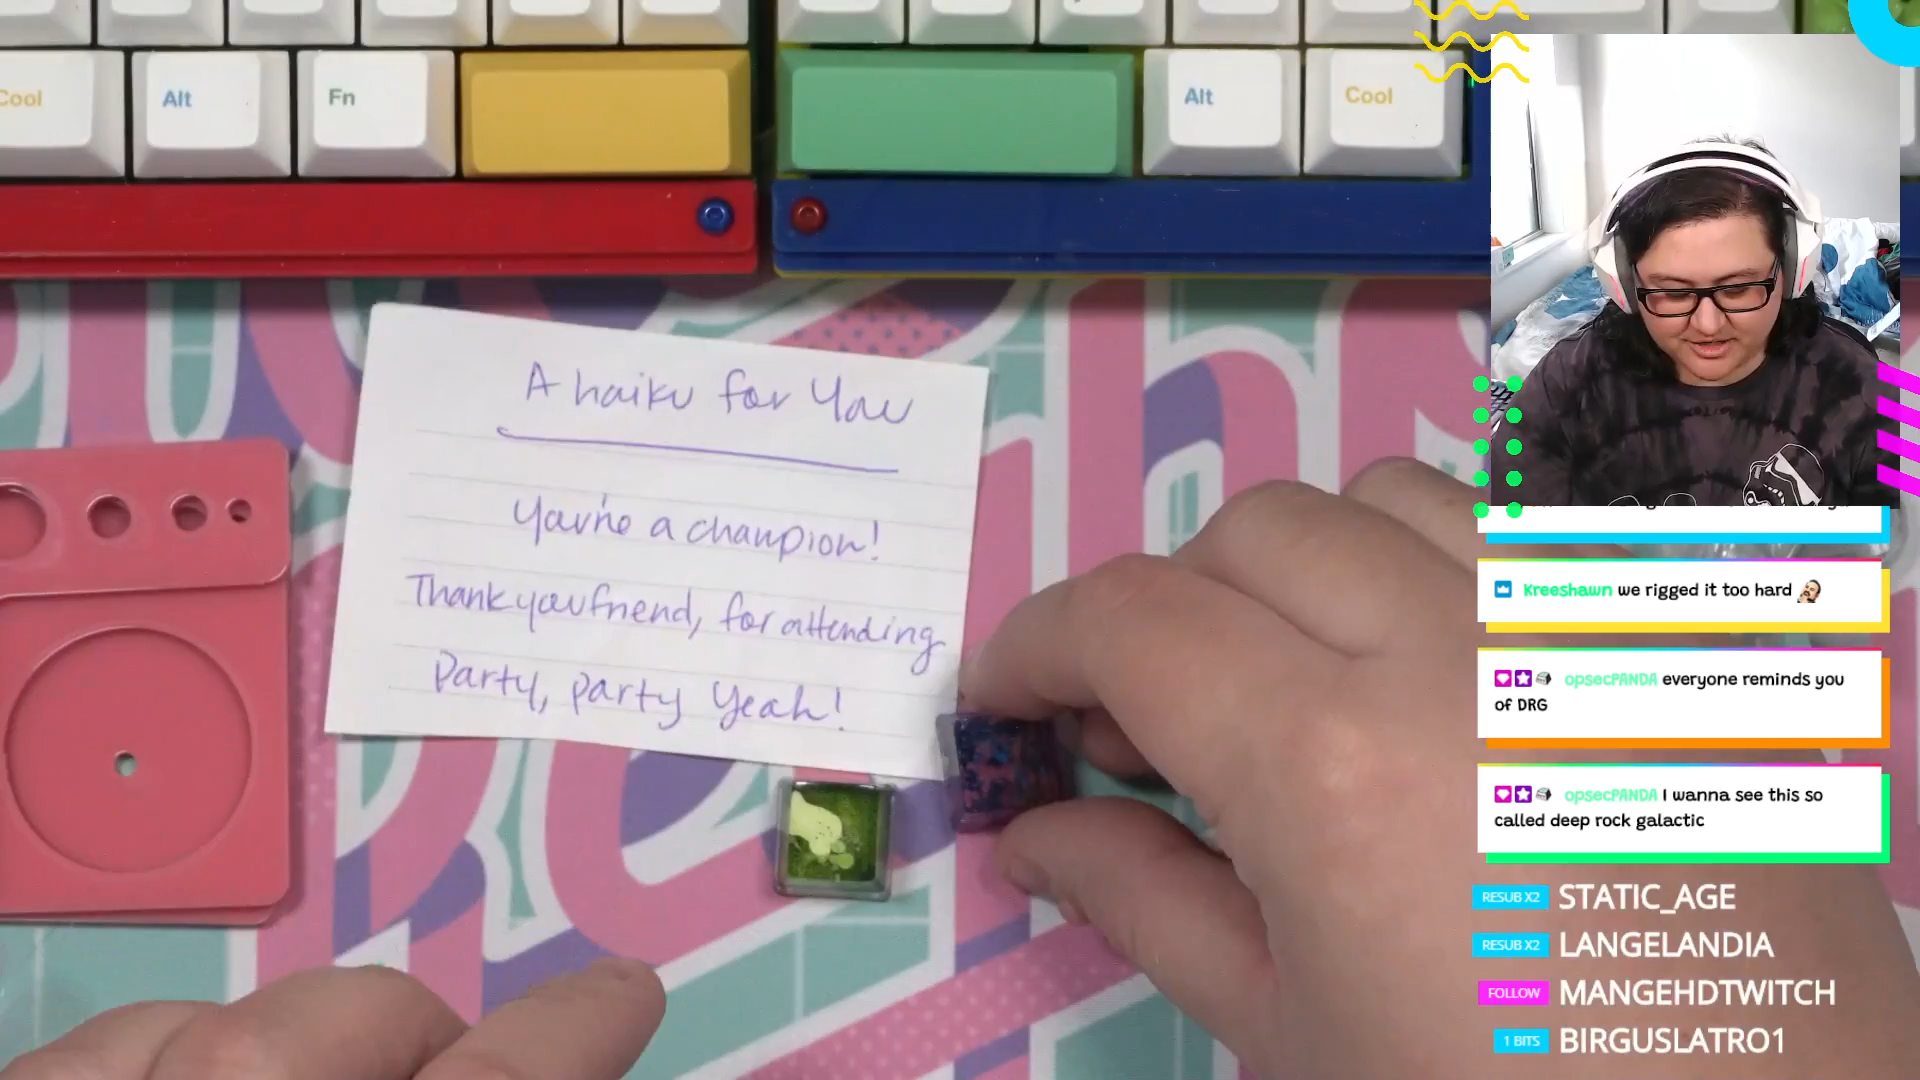 Cool
Alt
Fn
Alt
Cool
A haiku for You
You're a champion!
Thank you friend, for attending
Party, party Yeah!
Kreeshawn we rigged it too hard
opsecPANDA everyone reminds you
of DRG
opsecPANDA I wanna see this so
called deep rock galactic
RESUB X2 STATIC_AGE
RESUB X2 LANGELANDIA
FOLLOW MANGEHDTWITCH
1 BITS BIRGUSLATRO1